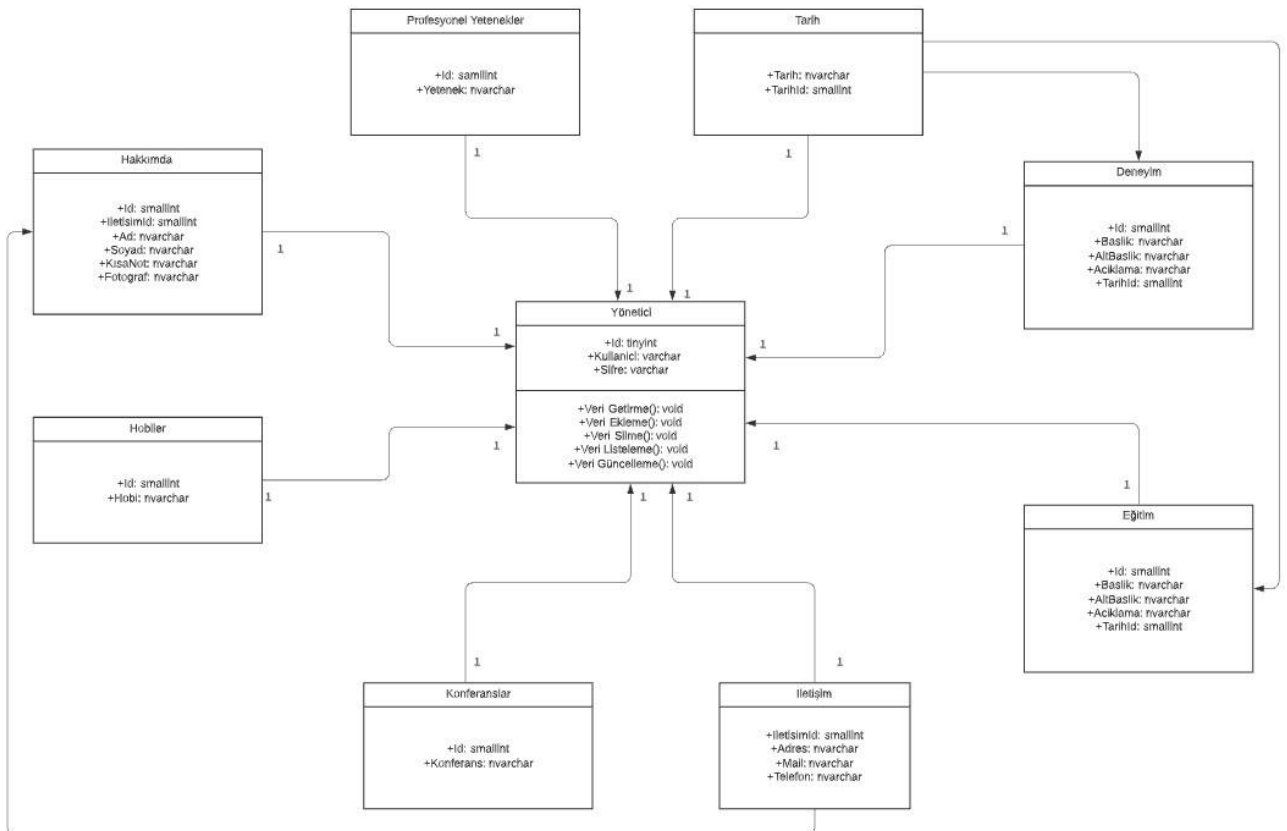 Profesyonel Yetenekler
+Id: samllint
+Yetenek: nvarchar
1
Tarih
+Tarih: nvarchar
+TarihId: smallint
1
Hakkımda
+Id: smallint
+IletisimId: smallint
+Ad: nvarchar
+Soyad: nvarchar
+KısaNot: nvarchar
+Fotograf: nvarchar
1
Deneyim
+Id: smallint
+Baslik: nvarchar
+AltBaslik: nvarchar
+Aciklama: nvarchar
+TarihId: smallint
1
1
1
1
1
Yönetici
+Id: tinyint
+Kullanici: varchar
+Sifre: varchar
+Veri Getirme(): void
+Veri Ekleme(): void
+Veri Silme(): void
+Veri Listeleme(): void
+Veri Güncelleme(): void
1
1
1
1
Hobiler
+Id: smallint
+Hobi: nvarchar
1
1
Eğitim
+Id: smallint
+Baslik: nvarchar
+AltBaslik: nvarchar
+Aciklama: nvarchar
+TarihId: smallint
1
Konferanslar
+Id: smallint
+Konferans: nvarchar
1
Iletişim
+IletisimId: smallint
+Adres: nvarchar
+Mail: nvarchar
+Telefon: nvarchar